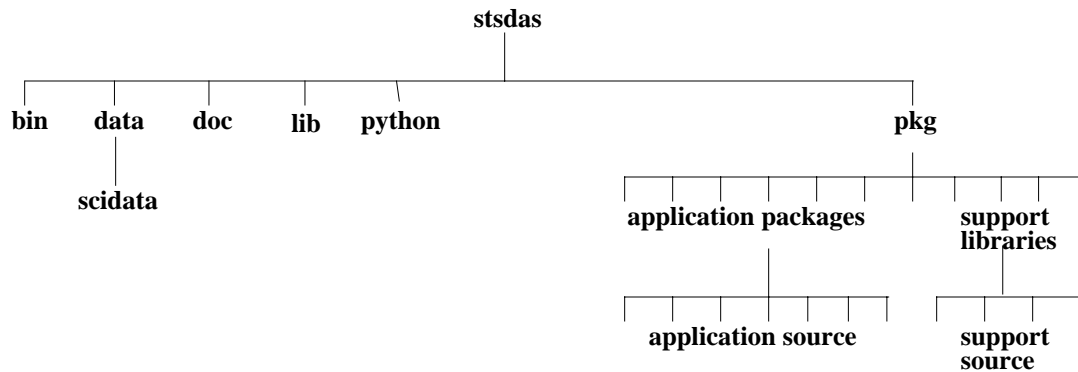 stsdas
bin data doc lib python pkg
scidata
application packages support
libraries
application source support
source